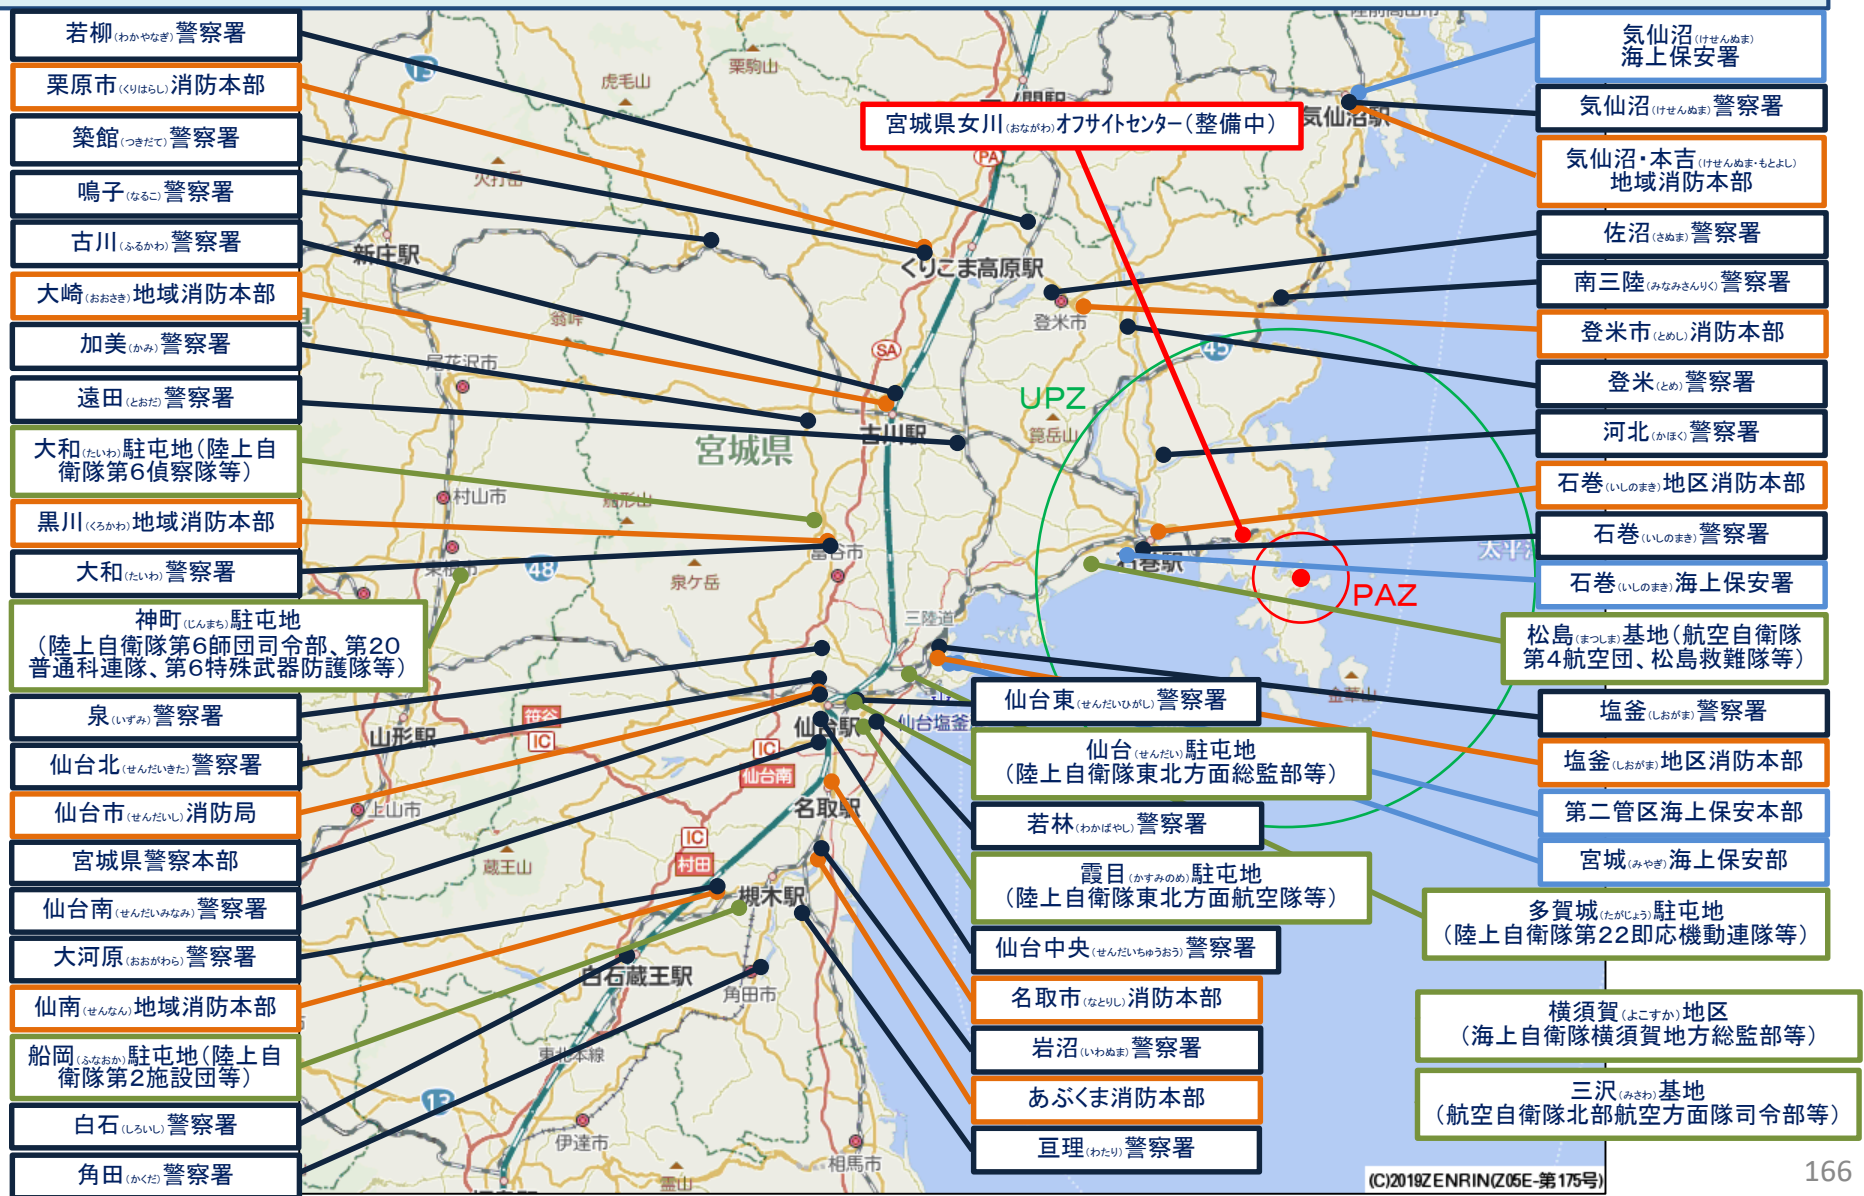 若柳(わかやなぎ)警察署
栗原市(くりはらし)消防本部
築館(つきだて)警察署
鳴子(なるこ)警察署
古川(ふるかわ)警察署
大崎(おおさき)地域消防本部
加美(かみ)警察署
遠田(とおだ)警察署
大和(たいわ)駐屯地(陸上自
衛隊第6偵察隊等)
黒川(くろかわ)地域消防本部
大和(たいわ)警察署
神町(じんまち)駐屯地
(陸上自衛隊第6師団司令部、第20
普通科連隊、第6特殊武器防護隊等)
泉(いずみ)警察署
仙台北(せんだいきた)警察署
仙台市(せんだいし)消防局
宮城県警察本部
仙台南(せんだいみなみ)警察署
大河原(おおがわら)警察署
仙南(せんなん)地域消防本部
船岡(ふなおか)駐屯地(陸上自
衛隊第2施設団等)
白石(しろいし)警察署
角田(かくだ)警察署
宮城県女川(おながわ)オフサイトセンター(整備中)
気仙沼(けせんぬま)
海上保安署
気仙沼(けせんぬま)警察署
気仙沼・本吉(けせんぬま・もとよし)
地域消防本部
佐沼(さぬま)警察署
南三陸(みなみさんりく)警察署
登米市(とめし)消防本部
登米(とめ)警察署
河北(かほく)警察署
石巻(いしのまき)地区消防本部
石巻(いしのまき)警察署
石巻(いしのまき)海上保安署
松島(まつしま)基地(航空自衛隊
第4航空団、松島救難隊等)
塩釜(しおがま)警察署
塩釜(しおがま)地区消防本部
第二管区海上保安本部
宮城(みやぎ)海上保安部
多賀城(たがじょう)駐屯地
(陸上自衛隊第22即応機動連隊等)
横須賀(よこすか)地区
(海上自衛隊横須賀地方総監部等)
三沢(みさわ)基地
(航空自衛隊北部航空方面隊司令部等)
仙台東(せんだいひがし)警察署
仙台(せんだい)駐屯地
(陸上自衛隊東北方面総監部等)
若林(わかばやし)警察署
霞目(かすみのめ)駐屯地
(陸上自衛隊東北方面航空隊等)
仙台中央(せんだいちゅうおう)警察署
名取市(なとりし)消防本部
岩沼(いわぬま)警察署
あぶくま消防本部
亘理(わたり)警察署
UPZ
PAZ
13
虎毛山
栗駒山
火打岳
PA
気仙沼駅
新庄駅
くりこま高原駅
登米市
翁峠
尾花沢市
SA
45
古川駅
箟岳山
宮城県
村山市
富谷市
48
泉ケ岳
石巻駅
三陸道
金華山
笹谷
IC
山形駅
仙台駅
仙台塩釜
IC
仙台南
上山市
名取駅
IC
村田
蔵王山
槻木駅
白石蔵王駅
角田市
東北本線
13
伊達市
相馬市
霊山
(C)2019ZENRIN(Z05E-第175号)
166